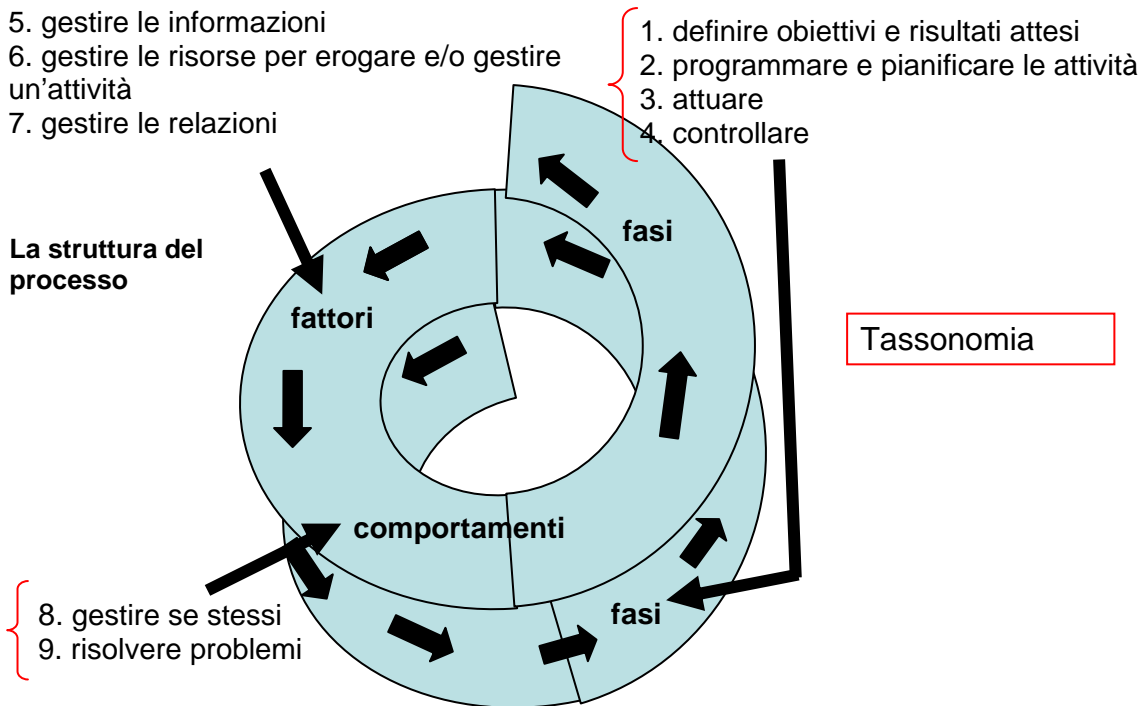 5. gestire le informazioni
6. gestire le risorse per erogare e/o gestire
un’attività
7. gestire le relazioni
1. definire obiettivi e risultati attesi
2. programmare e pianificare le attività
3. attuare
4. controllare
La struttura del
processo
fasi
fattori
Tassonomia
comportamenti
fasi
8. gestire se stessi
9. risolvere problemi